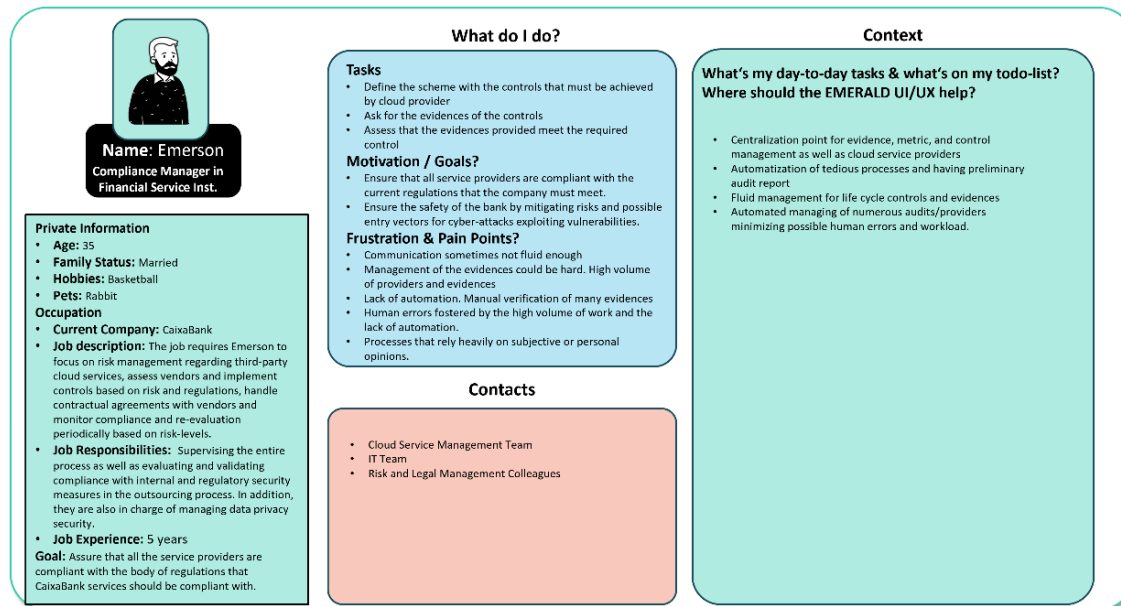 Name: Emerson
Compliance Manager in
Financial Service Inst.
Private Information
• Age: 35
• Family Status: Married
• Hobbies: Basketball
• Pets: Rabbit
Occupation
• Current Company: CaixaBank
• Job description: The job requires Emerson to
focus on risk management regarding third-party
cloud services, assess vendors and implement
controls based on risk and regulations, handle
contractual agreements with vendors and
monitor compliance and re-evaluation
periodically based on risk-levels.
• Job Responsibilities: Supervising the entire
process as well as evaluating and validating
compliance with internal and regulatory security
measures in the outsourcing process. In addition,
they are also in charge of managing data privacy
security.
• Job Experience: 5 years
Goal: Assure that all the service providers are
compliant with the body of regulations that
CaixaBank services should be compliant with.
What do I do?
Tasks
• Define the scheme with the controls that must be achieved
by cloud provider
• Ask for the evidences of the controls
• Assess that the evidences provided meet the required
control
Motivation / Goals?
• Ensure that all service providers are compliant with the
current regulations that the company must meet.
• Ensure the safety of the bank by mitigating risks and possible
entry vectors for cyber-attacks exploiting vulnerabilities.
Frustration & Pain Points?
• Communication sometimes not fluid enough
• Management of the evidences could be hard. High volume
of providers and evidences
• Lack of automation. Manual verification of many evidences
• Human errors fostered by the high volume of work and the
lack of automation.
• Processes that rely heavily on subjective or personal
opinions.
Contacts
• Cloud Service Management Team
• IT Team
• Risk and Legal Management Colleagues
Context
What's my day-to-day tasks & what's on my todo-list?
Where should the EMERALD UI/UX help?
• Centralization point for evidence, metric, and control
management as well as cloud service providers
• Automatization of tedious processes and having preliminary
audit report
• Fluid management for life cycle controls and evidences
• Automated managing of numerous audits/providers
minimizing possible human errors and workload.